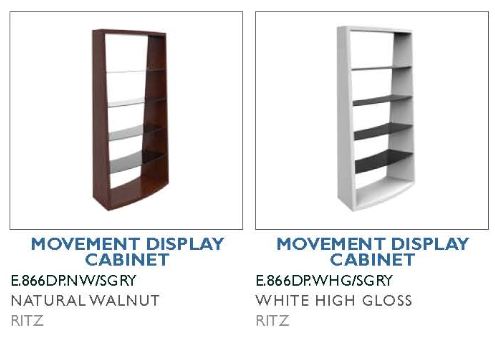 MOVEMENT DISPLAY
CABINET
E.866DP.NW/SGRY
NATURAL WALNUT
RITZ
MOVEMENT DISPLAY
CABINET
E.866DP.WHG/SGRY
WHITE HIGH GLOSS
RITZ